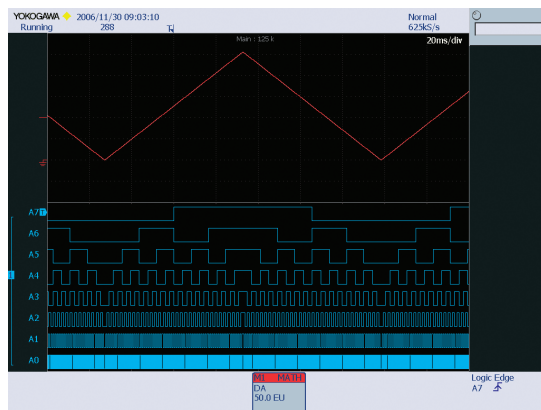 YOKOGAWA 2006/11/30 09:03:10 Normal
Running 288 625kS/s
Main : 125 k
20ms/div
A7
A6
A5
A4
A3
A2
A1
A0
M1 MATH
DA
50.0 EU
Logic Edge
A7